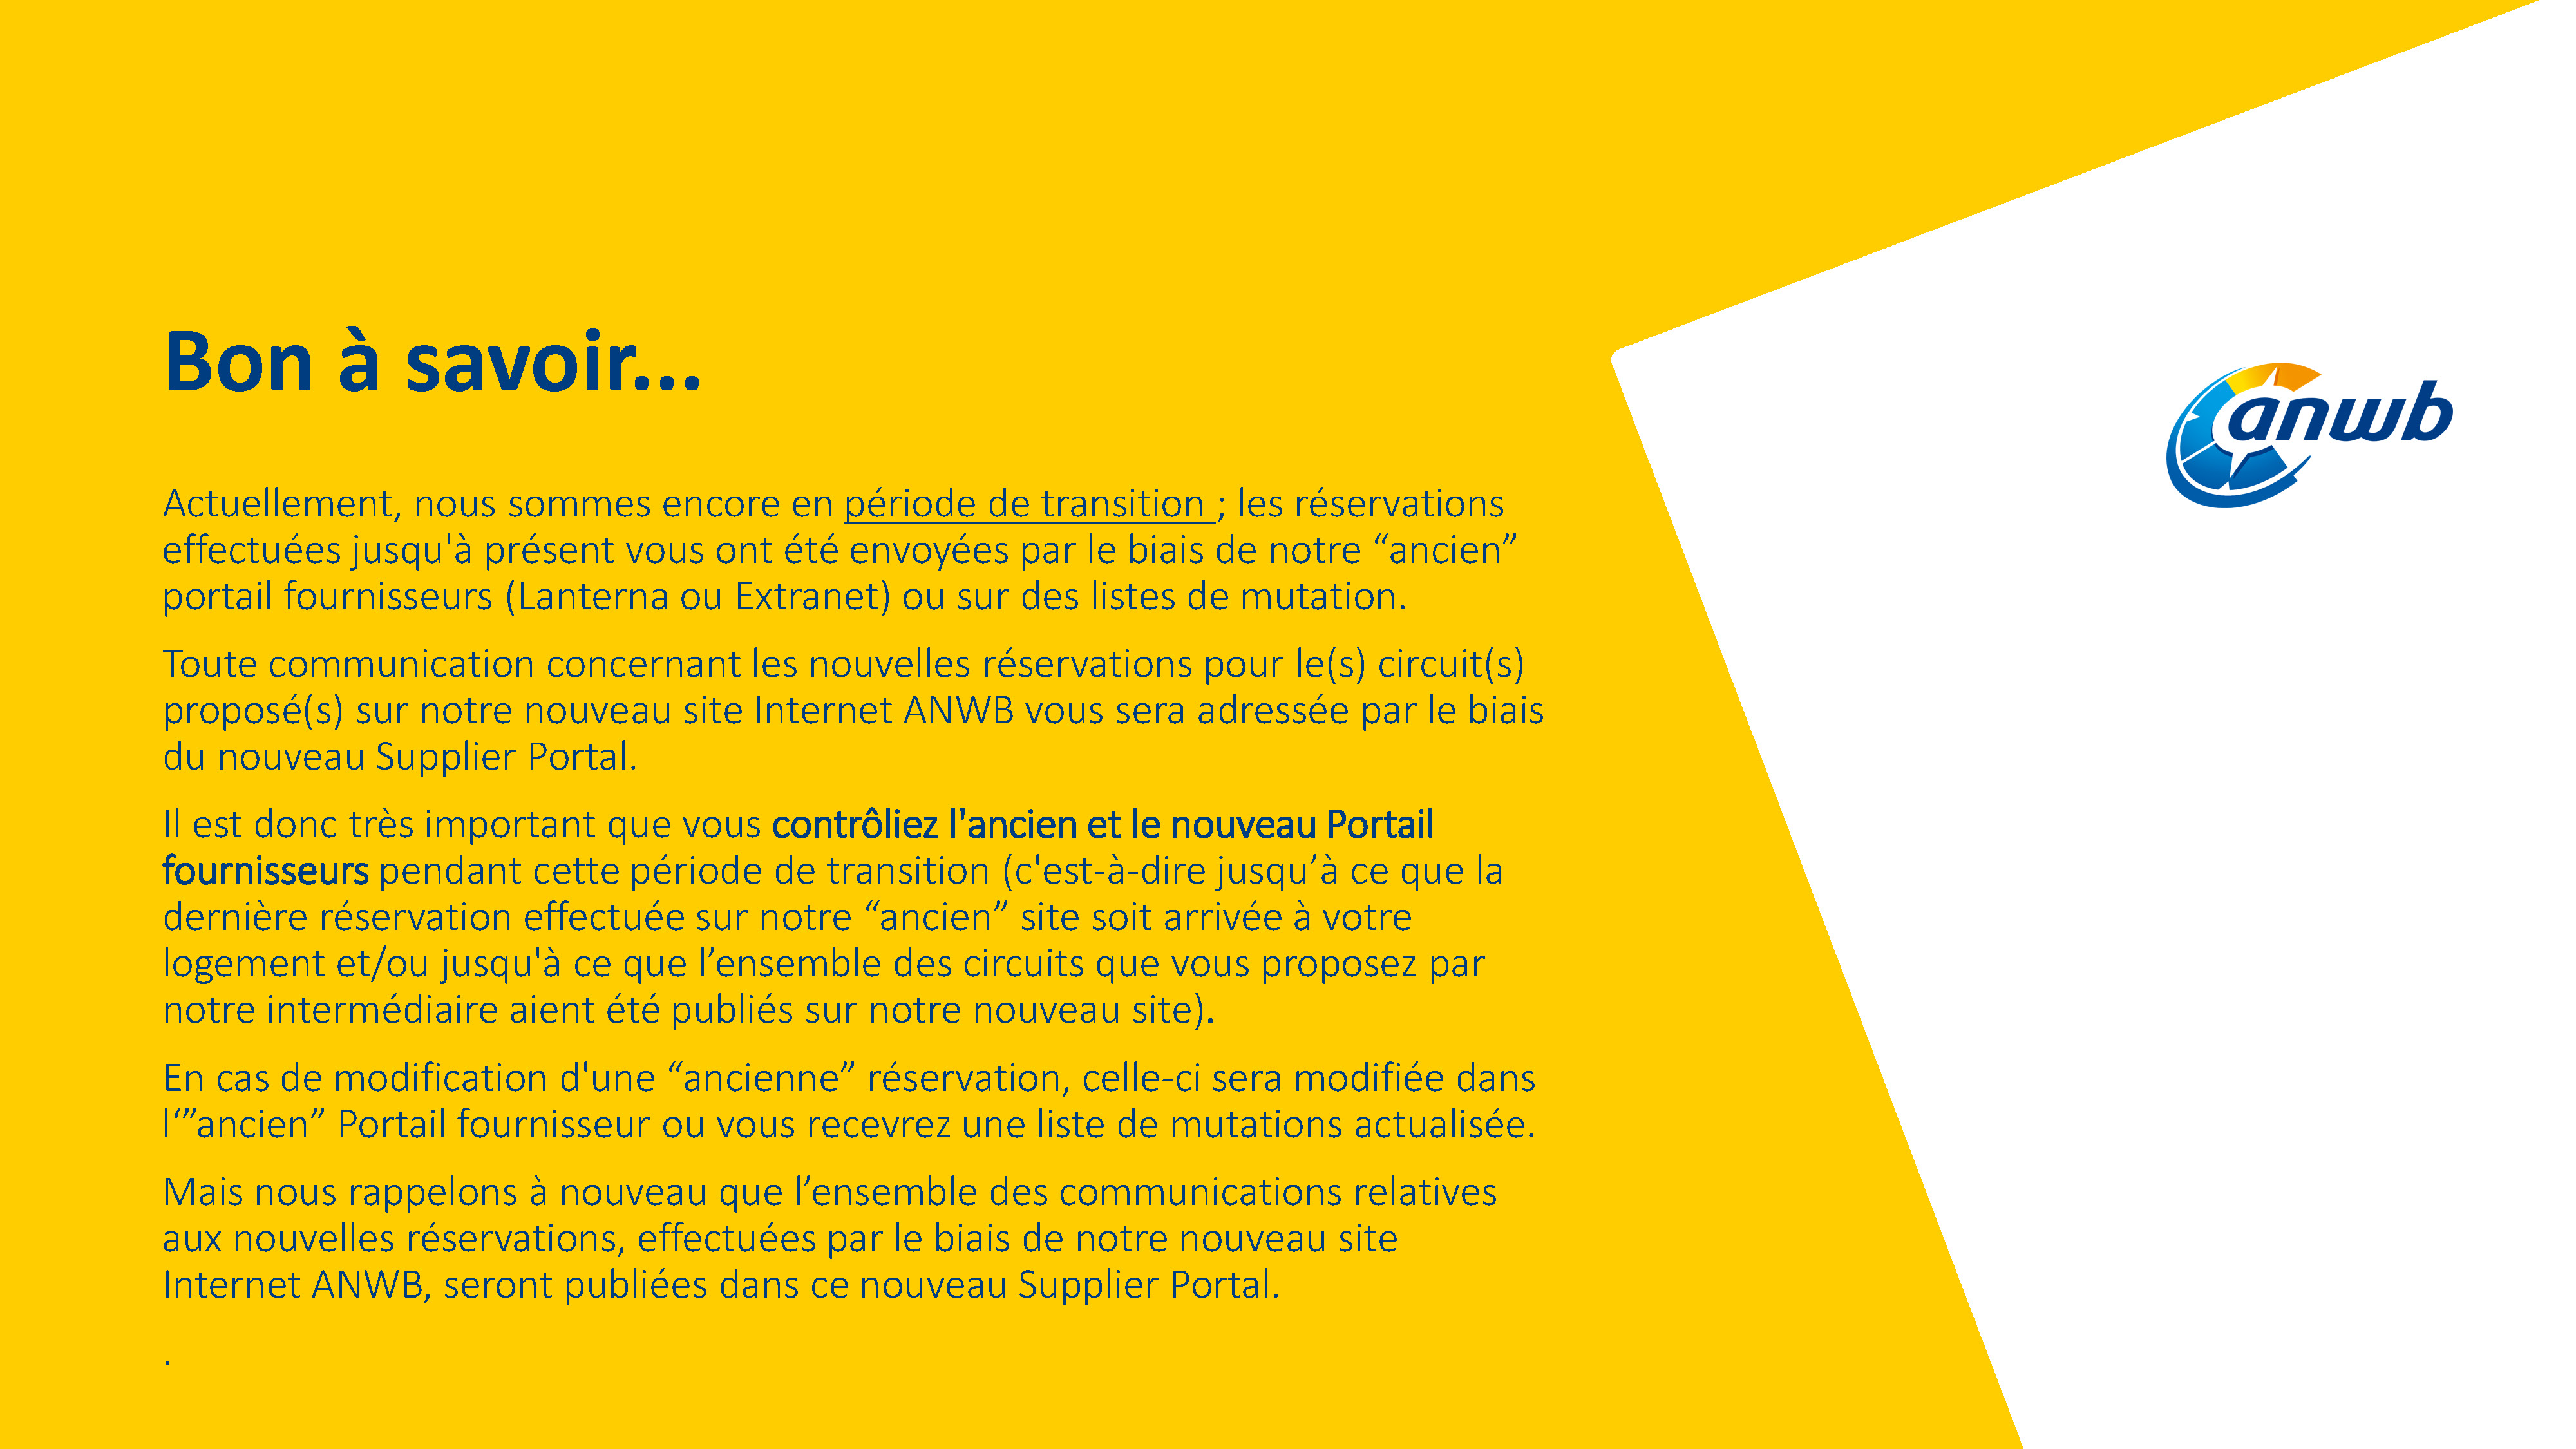 Bon à savoir...
anwb
Actuellement, nous sommes encore en période de transition ; les réservations
effectuées jusqu'à présent vous ont été envoyées par le biais de notre “ancien”
portail fournisseurs (Lanterna ou Extranet) ou sur des listes de mutation.
Toute communication concernant les nouvelles réservations pour le(s) circuit(s)
proposé(s) sur notre nouveau site Internet ANWB vous sera adressée par le biais
du nouveau Supplier Portal.
Il est donc très important que vous contrôliez l'ancien et le nouveau Portail
fournisseurs pendant cette période de transition (c'est-à-dire jusqu’à ce que la
dernière réservation effectuée sur notre “ancien” site soit arrivée à votre
logement et/ou jusqu'à ce que l’ensemble des circuits que vous proposez par
notre intermédiaire aient été publiés sur notre nouveau site).
En cas de modification d'une “ancienne” réservation, celle-ci sera modifiée dans
l‘”ancien” Portail fournisseur ou vous recevrez une liste de mutations actualisée.
Mais nous rappelons à nouveau que l’ensemble des communications relatives
aux nouvelles réservations, effectuées par le biais de notre nouveau site
Internet ANWB, seront publiées dans ce nouveau Supplier Portal.
.